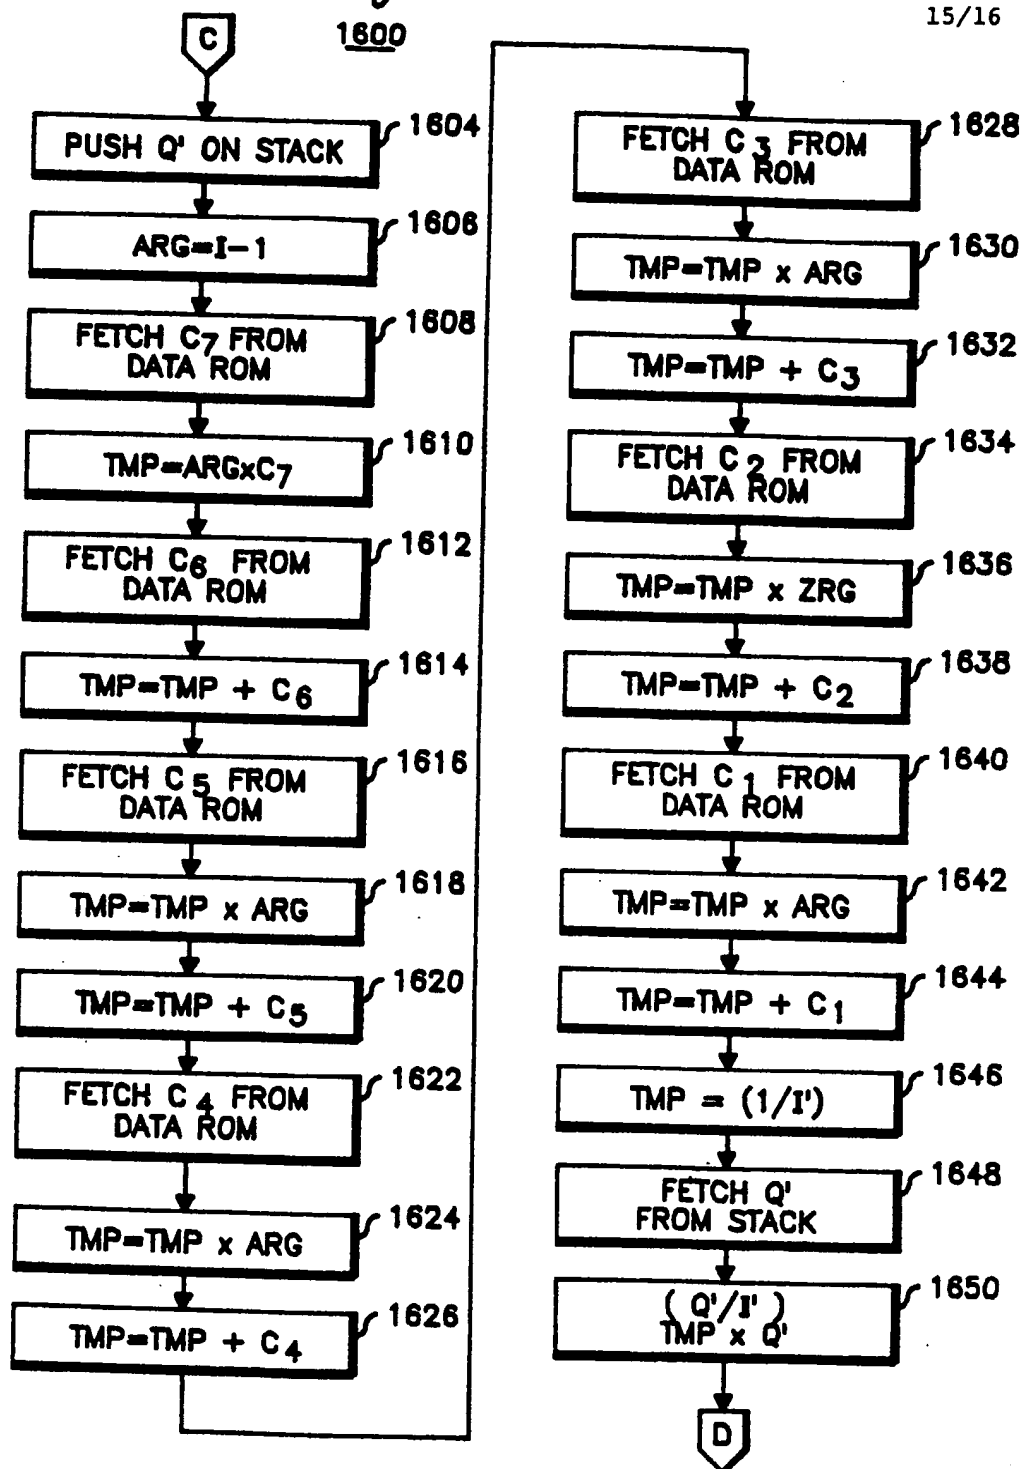 15/16
1600
C
PUSH Q' ON STACK
1604
ARG=I-1
1606
FETCH C7 FROM
DATA ROM
1608
TMP=ARGxC7
1610
FETCH C6 FROM
DATA ROM
1612
TMP=TMP + C6
1614
FETCH C5 FROM
DATA ROM
1616
TMP=TMP x ARG
1618
TMP=TMP + C5
1620
FETCH C4 FROM
DATA ROM
1622
TMP=TMP x ARG
1624
TMP=TMP + C4
1626
FETCH C3 FROM
DATA ROM
1628
TMP=TMP x ARG
1630
TMP=TMP + C3
1632
FETCH C2 FROM
DATA ROM
1634
TMP=TMP x ZRG
1636
TMP=TMP + C2
1638
FETCH C1 FROM
DATA ROM
1640
TMP=TMP x ARG
1642
TMP=TMP + C1
1644
TMP = (1/I')
1646
FETCH Q'
FROM STACK
1648
( Q'/I' )
TMP x Q'
1650
D